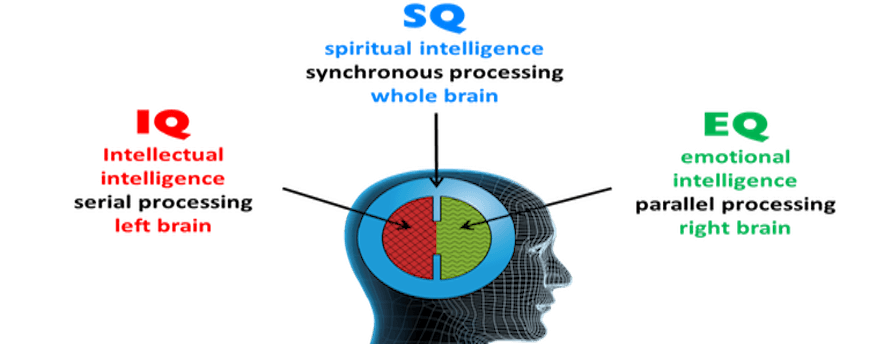 SQ
spiritual intelligence
synchronous processing
whole brain
IQ
Intellectual
intelligence
serial processing
left brain
EQ
emotional
intelligence
parallel processing
right brain